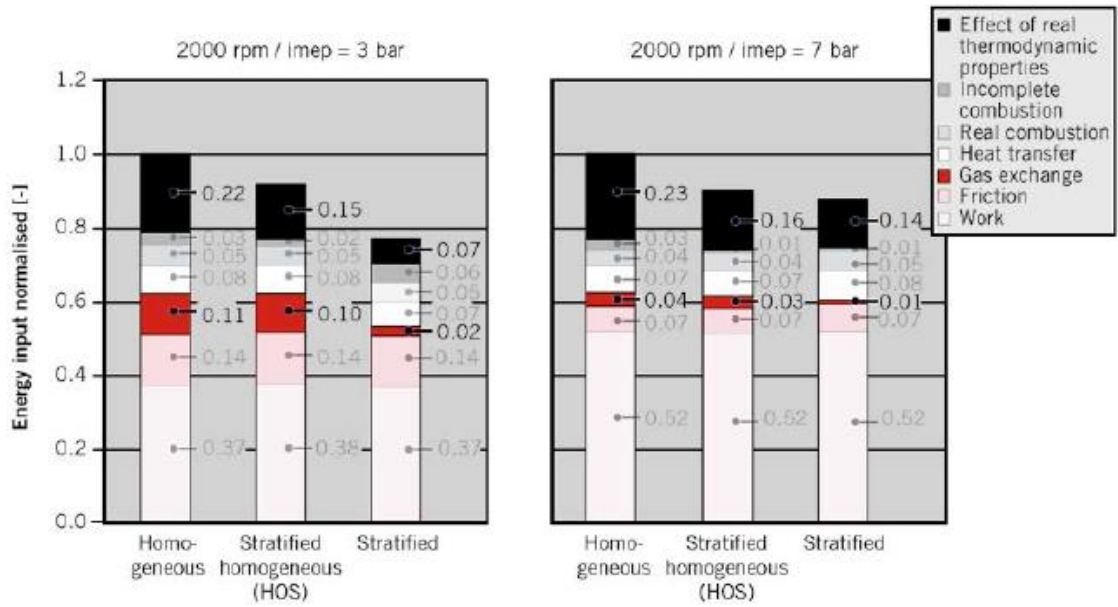 2000 rpm / imep = 3 bar
2000 rpm / imep = 7 bar
Effect of real
thermodynamic
properties
Incomplete
combustion
Real combustion
Heat transfer
Gas exchange
Friction
Work
Energy input normalised [-]
1.2
1.0
0.8
0.6
0.4
0.2
0.0
0.22
0.03
0.05
0.08
0.11
0.14
0.37
0.15
0.02
0.05
0.08
0.10
0.14
0.38
0.07
0.06
0.05
0.07
0.02
0.14
0.37
0.23
0.03
0.04
0.07
0.04
0.07
0.52
0.16
0.01
0.04
0.07
0.03
0.07
0.52
0.14
0.01
0.05
0.08
0.01
0.07
0.52
Homo-
geneous
Stratified
homogeneous
(HOS)
Stratified
Homo-
geneous
Stratified
homogeneous
(HOS)
Stratified